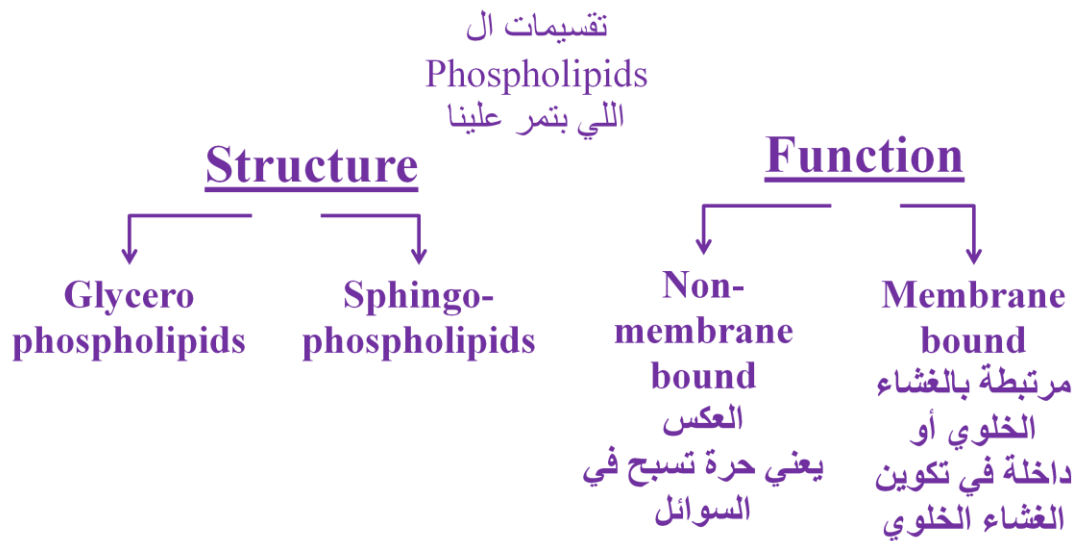 تقسيمات ال
Phospholipids
اللي بتمر علينا
Structure
Glycero
phospholipids
Sphingo-
phospholipids
Function
Non-
membrane
bound
العكس
يعني حرة تسبح في
السوائل
Membrane
bound
مرتبطة بالغشاء
الخلوي أو
داخلة في تكوين
الغشاء الخلوي